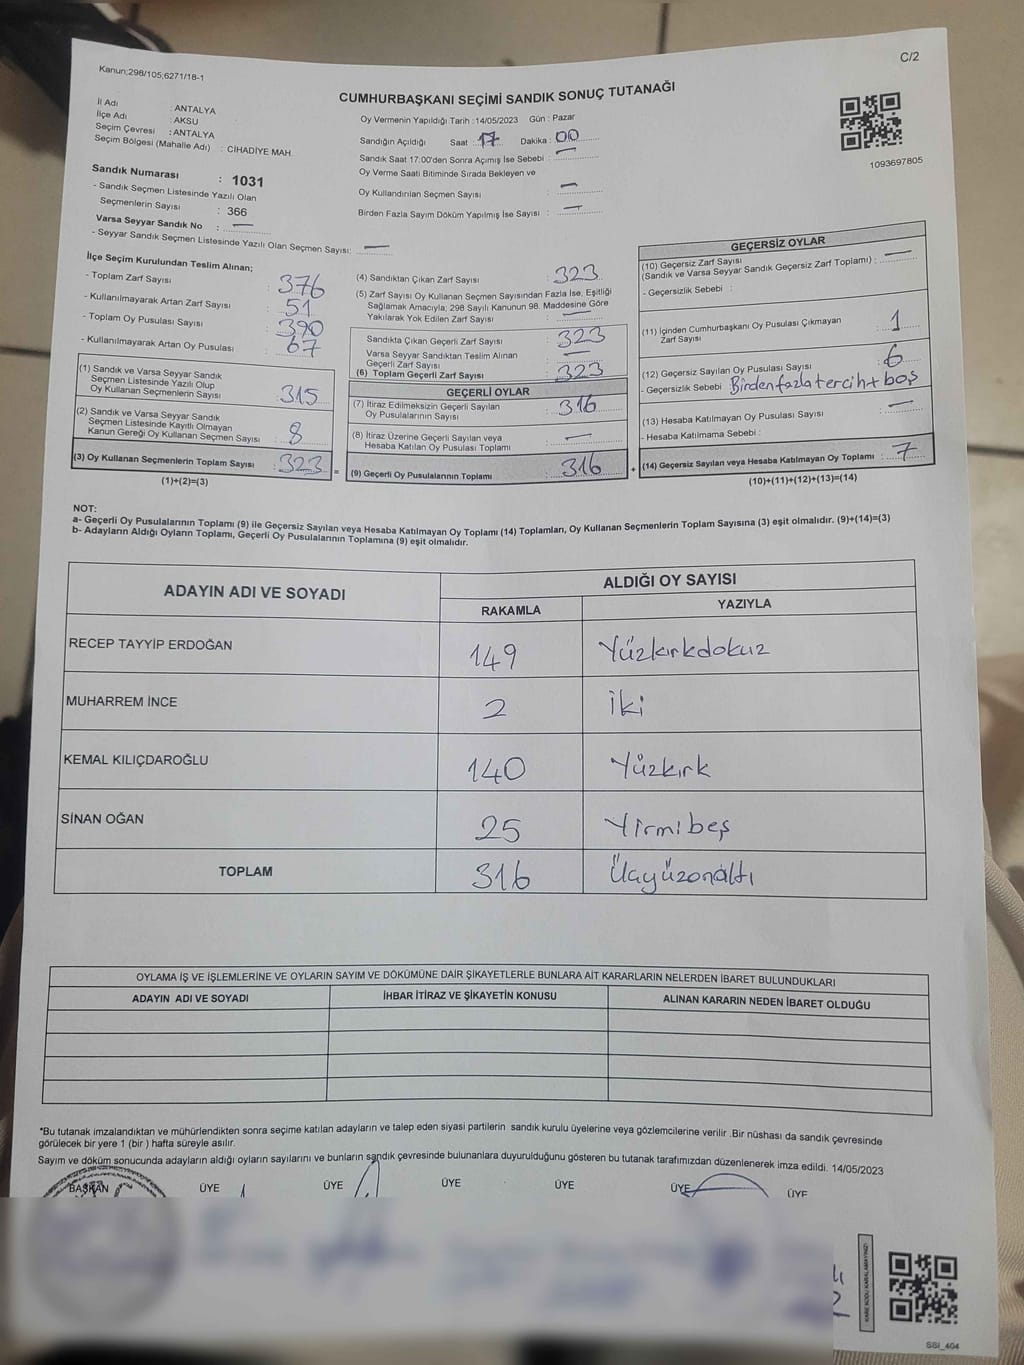 Kanun;298/105,6271/18-1
C/2
CUMHURBAŞKANI SEÇİMİ SANDIK SONUÇ TUTANAĞI
İl Adı : ANTALYA
İlçe Adı : AKSU
Seçim Çevresi : ANTALYA
Seçim Bölgesi (Mahalle Adı) : CİHADİYE MAH.
Sandık Numarası : 1031
- Sandık Seçmen Listesinde Yazılı Olan
Seçmenlerin Sayısı : 366
Varsa Seyyar Sandık No : —
- Seyyar Sandık Seçmen Listesinde Yazılı Olan Seçmen Sayısı: —
Oy Vermenin Yapıldığı Tarih : 14/05/2023 Gün : Pazar
Sandığın Açıldığı Saat : 17 Dakika : 00
Sandık Saat 17:00'den Sonra Açımış İse Sebebi : —
Oy Verme Saati Bitiminde Sırada Bekleyen ve
Oy Kullandırılan Seçmen Sayısı : —
Birden Fazla Sayım Döküm Yapılmış İse Sayısı : —
1093697805
İlçe Seçim Kurulundan Teslim Alınan;
- Toplam Zarf Sayısı : 376
- Kullanılmayarak Artan Zarf Sayısı : 51
- Toplam Oy Pusulası Sayısı : 390
- Kullanılmayarak Artan Oy Pusulası : 67
(1) Sandık ve Varsa Seyyar Sandık
Seçmen Listesinde Yazılı Olup
Oy Kullanan Seçmenlerin Sayısı : 315
(2) Sandık ve Varsa Seyyar Sandık
Seçmen Listesinde Kayıtlı Olmayan
Kanun Gereği Oy Kullanan Seçmen Sayısı : 8
(3) Oy Kullanan Seçmenlerin Toplam Sayısı : 323
(1)+(2)=(3)
=
(4) Sandıktan Çıkan Zarf Sayısı : 323
(5) Zarf Sayısı Oy Kullanan Seçmen Sayısından Fazla İse, Eşitliği
Sağlamak Amacıyla; 298 Sayılı Kanunun 98. Maddesine Göre
Yakılarak Yok Edilen Zarf Sayısı : —
Sandıkta Çıkan Geçerli Zarf Sayısı : 323
Varsa Seyyar Sandıktan Teslim Alınan
Geçerli Zarf Sayısı : —
(6) Toplam Geçerli Zarf Sayısı : 323
GEÇERLİ OYLAR
(7) İtiraz Edilmeksizin Geçerli Sayılan
Oy Pusulalarının Sayısı : 316
(8) İtiraz Üzerine Geçerli Sayılan veya
Hesaba Katılan Oy Pusulası Toplamı : —
(9) Geçerli Oy Pusulalarının Toplamı : 316
+
GEÇERSİZ OYLAR
(10) Geçersiz Zarf Sayısı
(Sandık ve Varsa Seyyar Sandık Geçersiz Zarf Toplamı) : —
- Geçersizlik Sebebi :
(11) İçinden Cumhurbaşkanı Oy Pusulası Çıkmayan
Zarf Sayısı : 1
(12) Geçersiz Sayılan Oy Pusulası Sayısı : 6
- Geçersizlik Sebebi Birden fazla tercih + boş
(13) Hesaba Katılmayan Oy Pusulası Sayısı : —
- Hesaba Katılmama Sebebi :
(14) Geçersiz Sayılan veya Hesaba Katılmayan Oy Toplamı : 7
(10)+(11)+(12)+(13)=(14)
NOT:
a- Geçerli Oy Pusulalarının Toplamı (9) ile Geçersiz Sayılan veya Hesaba Katılmayan Oy Toplamı (14) Toplamları, Oy Kullanan Seçmenlerin Toplam Sayısına (3) eşit olmalıdır. (9)+(14)=(3)
b- Adayların Aldığı Oyların Toplamı, Geçerli Oy Pusulalarının Toplamına (9) eşit olmalıdır.
ADAYIN ADI VE SOYADI ALDIĞI OY SAYISI
RAKAMLA YAZIYLA
RECEP TAYYİP ERDOĞAN 149 Yüzkırkdokuz
MUHARREM İNCE 2 İki
KEMAL KILIÇDAROĞLU 140 Yüzkırk
SİNAN OĞAN 25 Yirmibeş
TOPLAM 316 Üçyüzonaltı
OYLAMA İŞ VE İŞLEMLERİNE VE OYLARIN SAYIM VE DÖKÜMÜNE DAİR ŞİKAYETLERLE BUNLARA AİT KARARLARIN NELERDEN İBARET BULUNDUKLARI
ADAYIN ADI VE SOYADI İHBAR İTİRAZ VE ŞİKAYETİN KONUSU ALINAN KARARIN NEDEN İBARET OLDUĞU
*Bu tutanak imzalandıktan ve mühürlendikten sonra seçime katılan adayların ve talep eden siyasi partilerin sandık kurulu üyelerine veya gözlemcilerine verilir .Bir nüshası da sandık çevresinde
görülecek bir yere 1 (bir ) hafta süreyle asılır.
Sayım ve döküm sonucunda adayların aldığı oyların sayılarını ve bunların sandık çevresinde bulunanlara duyurulduğunu gösteren bu tutanak tarafımızdan düzenlenerek imza edildi. 14/05/2023
BAŞKAN ÜYE ÜYE ÜYE ÜYE ÜYE ÜYE
KARE KODU KARALAMAYINIZ!
SSI_404